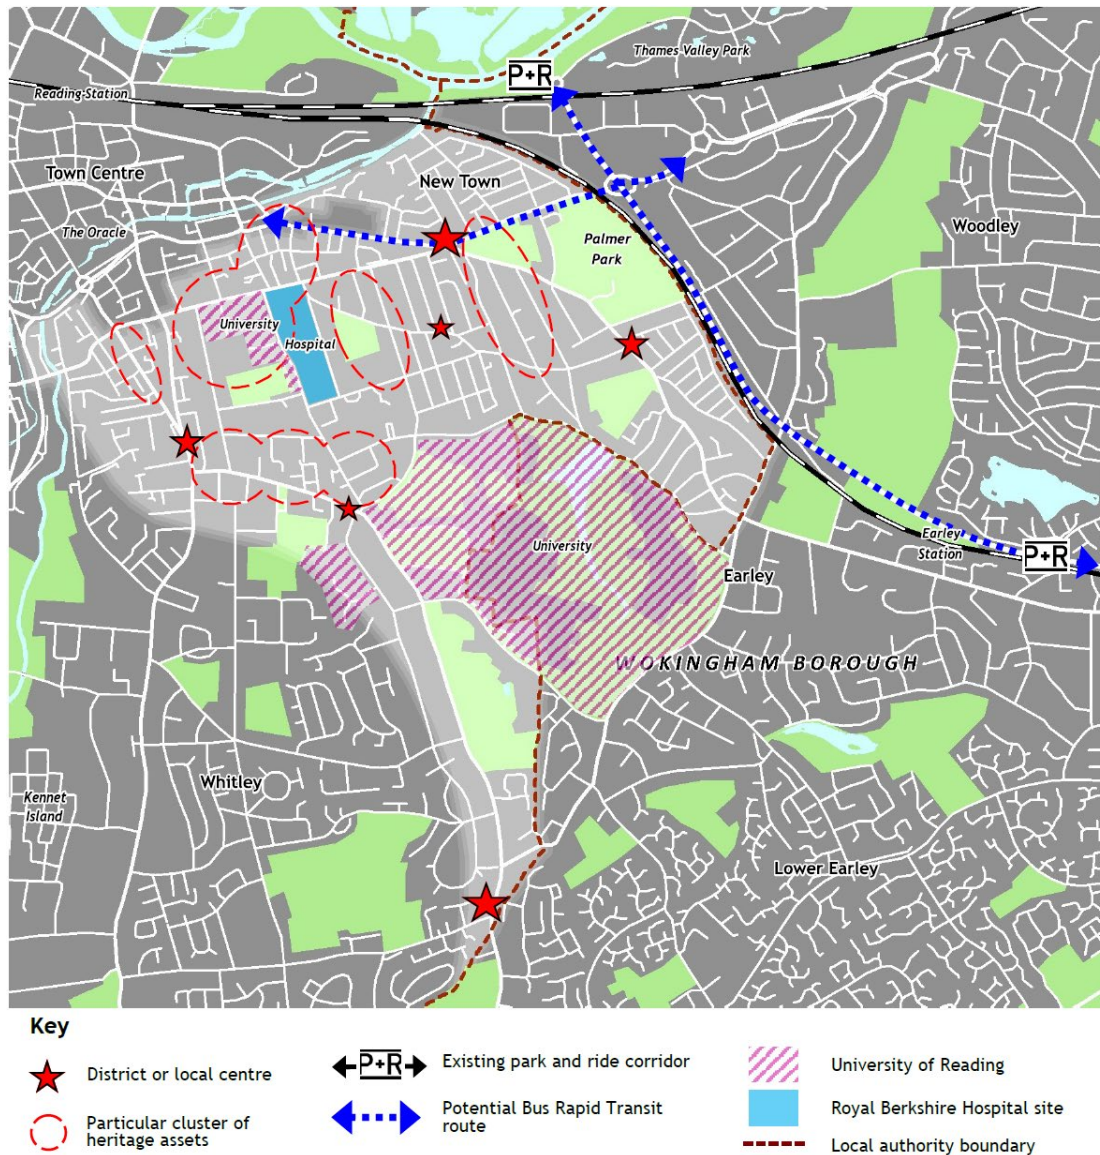 Thames Valley Park
P+R
Reading Station
Town Centre
New Town
The Oracle
Palmer
Park
Woodley
University
Hospital
University
Earley
Station
P+R
Earley
WOKINGHAM BOROUGH
Whitley
Kennet
Island
Lower Earley
Key
District or local centre
Particular cluster of
heritage assets
P+R
Existing park and ride corridor
Potential Bus Rapid Transit
route
University of Reading
Royal Berkshire Hospital site
Local authority boundary